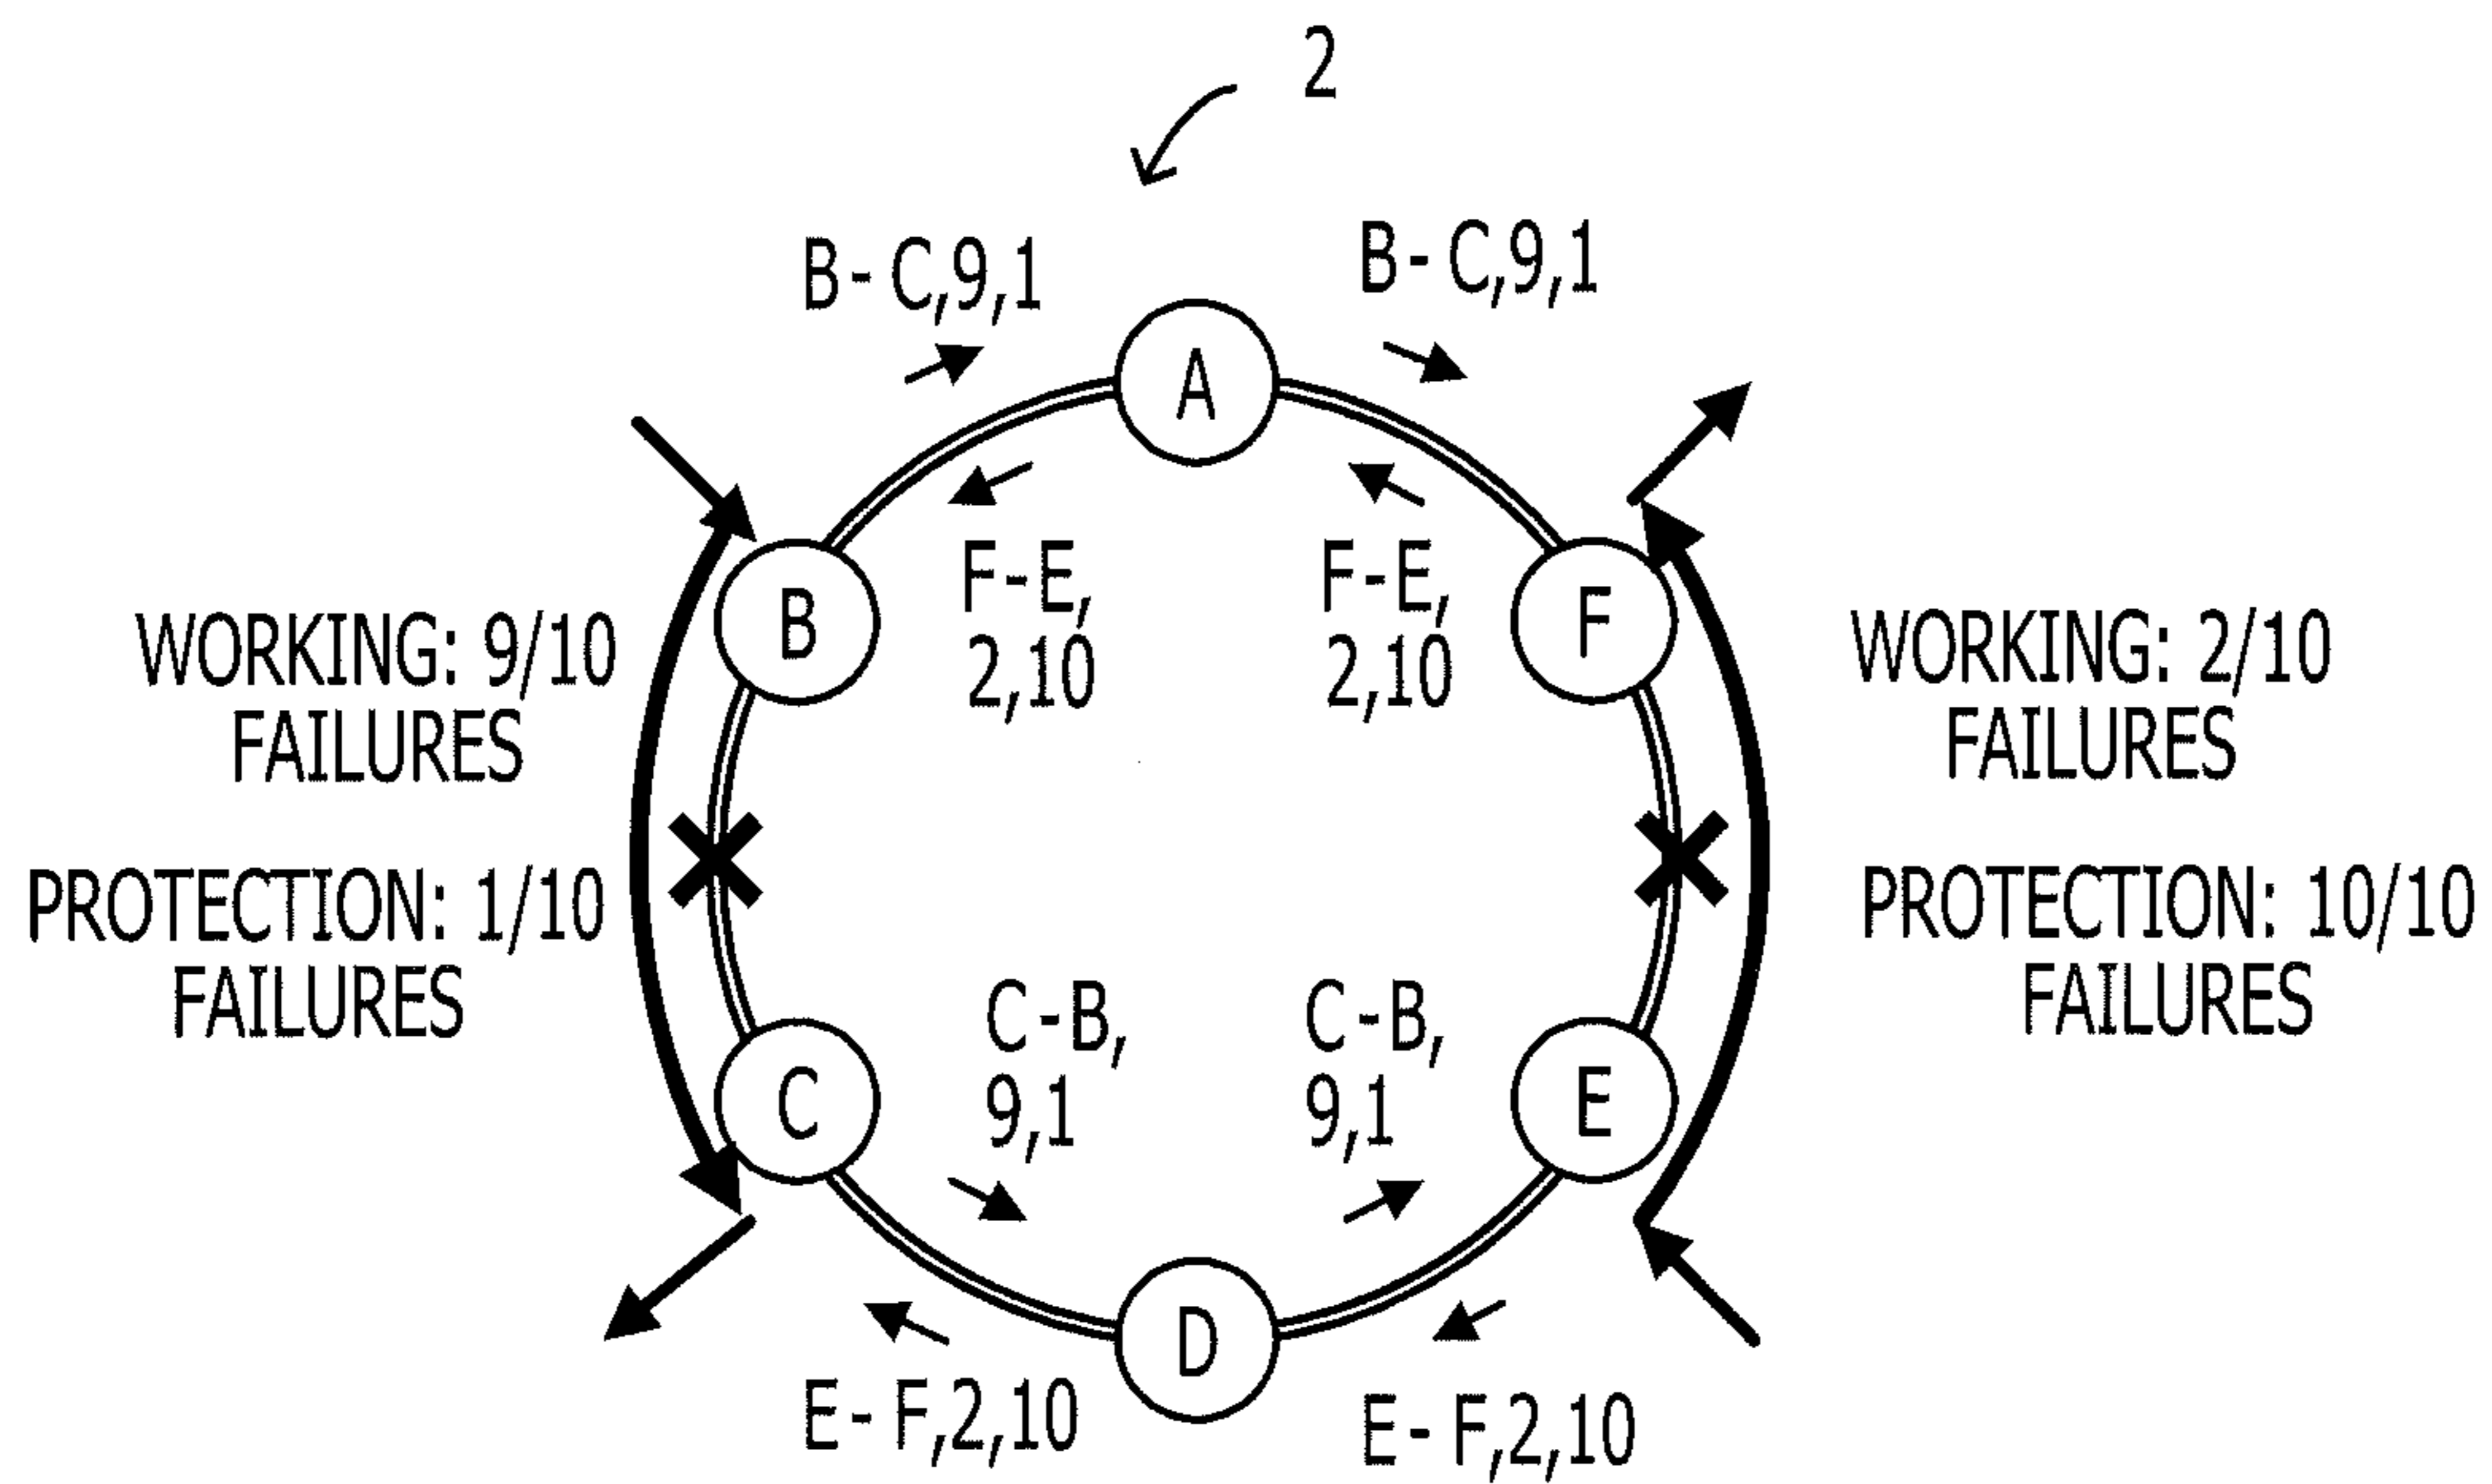 2
B - C,9,1
B - C,9,1
A
F - E,
2,10
F - E,
2,10
B
F
WORKING: 9/10
FAILURES
WORKING: 2/10
FAILURES
PROTECTION: 1/10
FAILURES
PROTECTION: 10/10
FAILURES
C - B,
9,1
C - B,
9,1
C
E
D
E - F,2,10
E - F,2,10